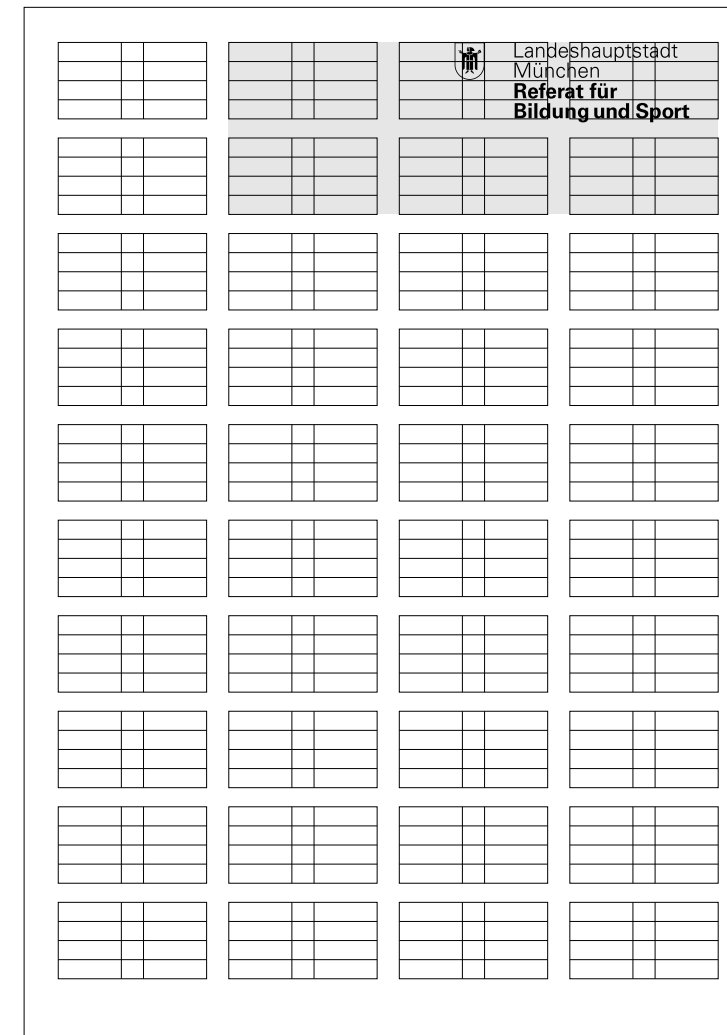 Landeshauptstadt
München
Referat für
Bildung und Sport